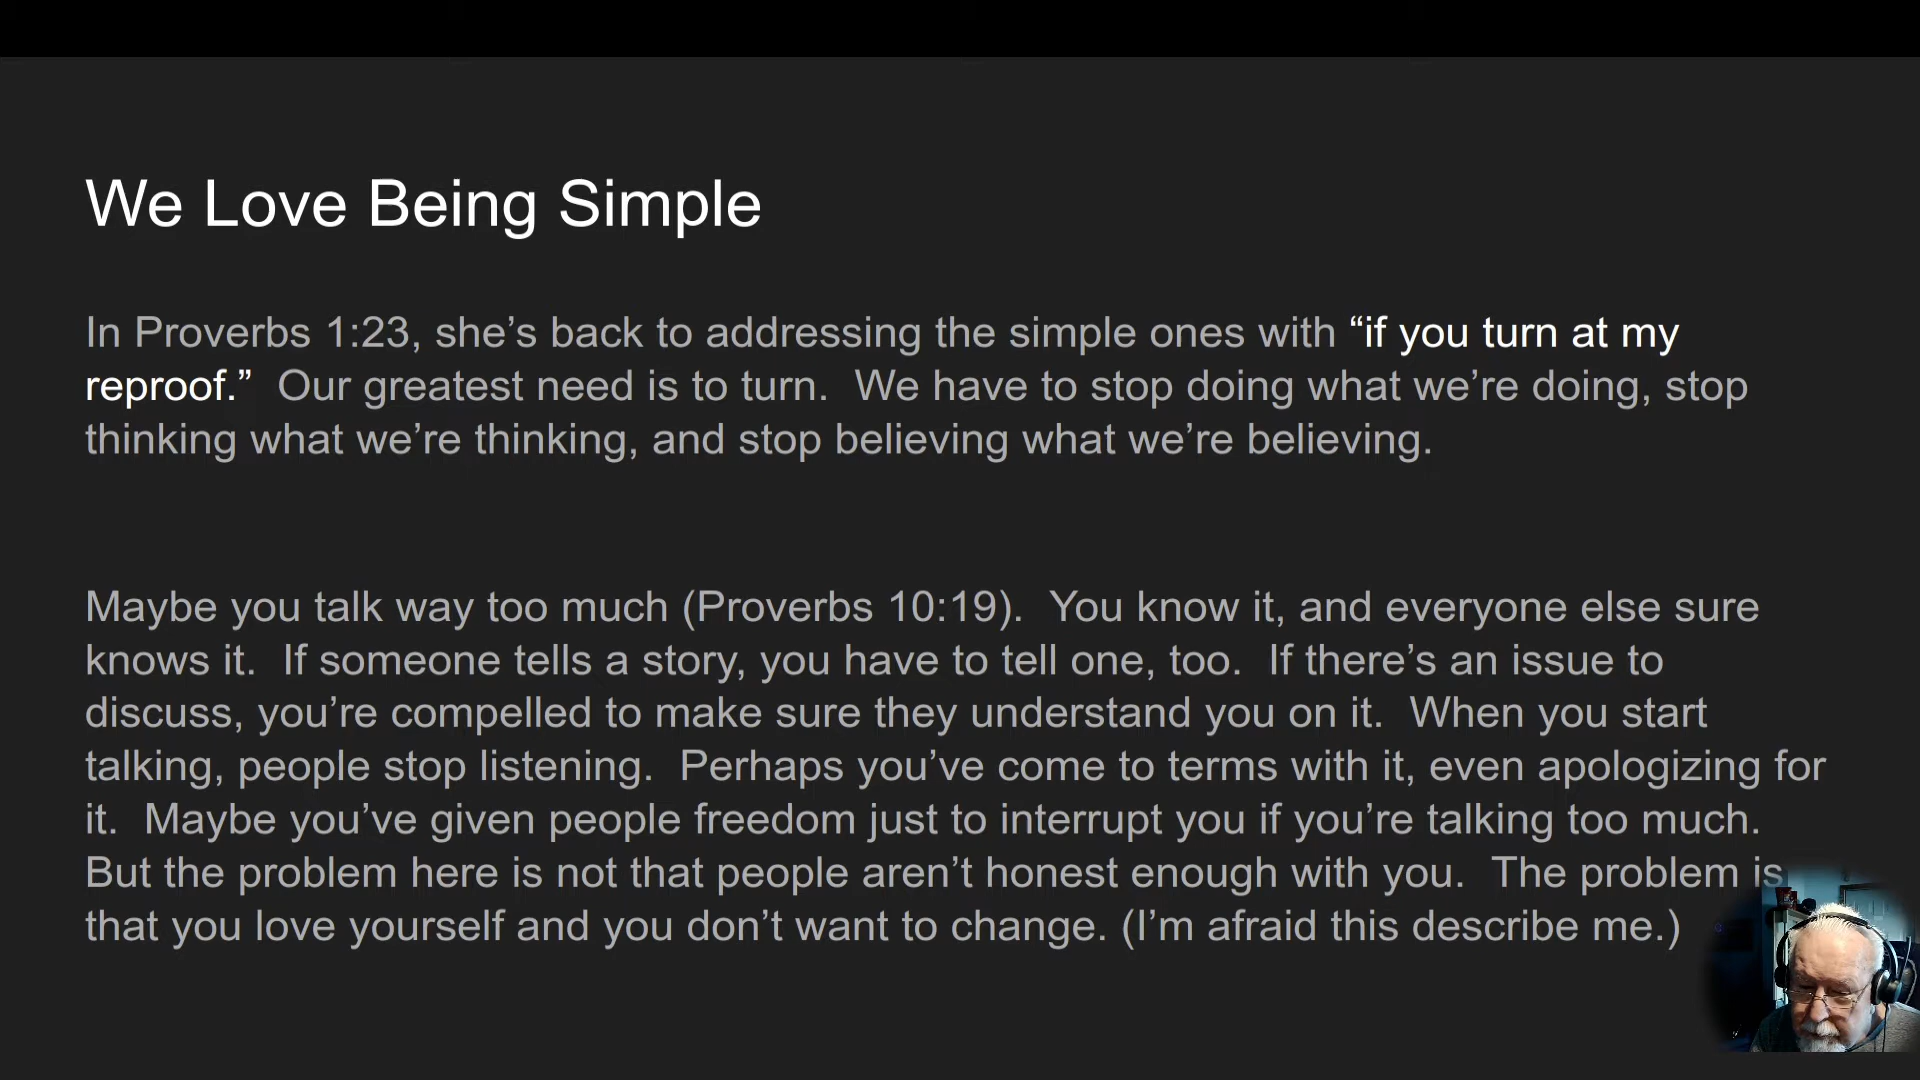 We Love Being Simple
In Proverbs 1:23, she’s back to addressing the simple ones with “if you turn at my
reproof.”  Our greatest need is to turn.  We have to stop doing what we’re doing, stop
thinking what we’re thinking, and stop believing what we’re believing.
Maybe you talk way too much (Proverbs 10:19).  You know it, and everyone else sure
knows it.  If someone tells a story, you have to tell one, too.  If there’s an issue to
discuss, you’re compelled to make sure they understand you on it.  When you start
talking, people stop listening.  Perhaps you’ve come to terms with it, even apologizing for
it.  Maybe you’ve given people freedom just to interrupt you if you’re talking too much.
But the problem here is not that people aren’t honest enough with you.  The problem is
that you love yourself and you don’t want to change. (I’m afraid this describe me.)